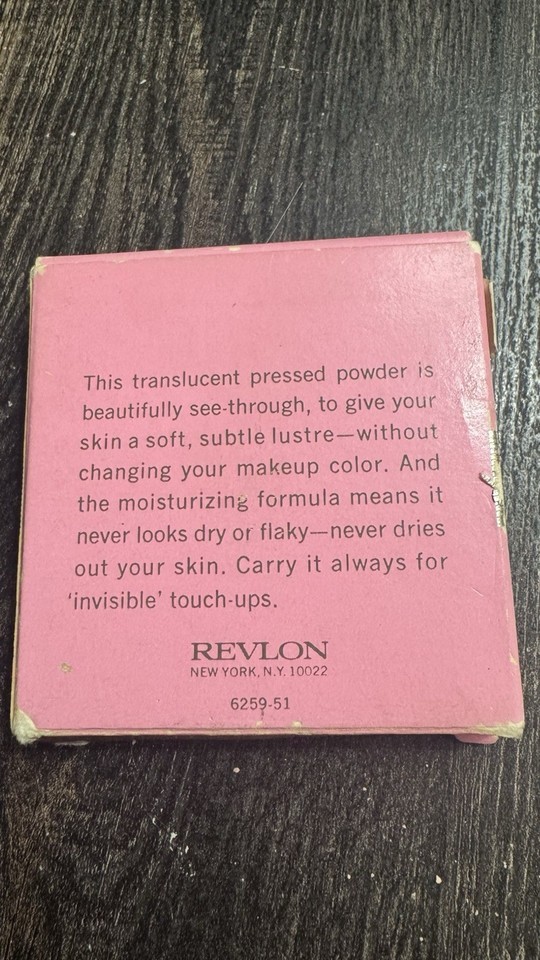 This translucent pressed powder is
beautifully see-through, to give your
skin a soft, subtle lustre—without
changing your makeup color. And
the moisturizing formula means it
never looks dry or flaky—never dries
out your skin. Carry it always for
'invisible' touch-ups.
REVLON
NEW YORK, N.Y. 10022
6259-51